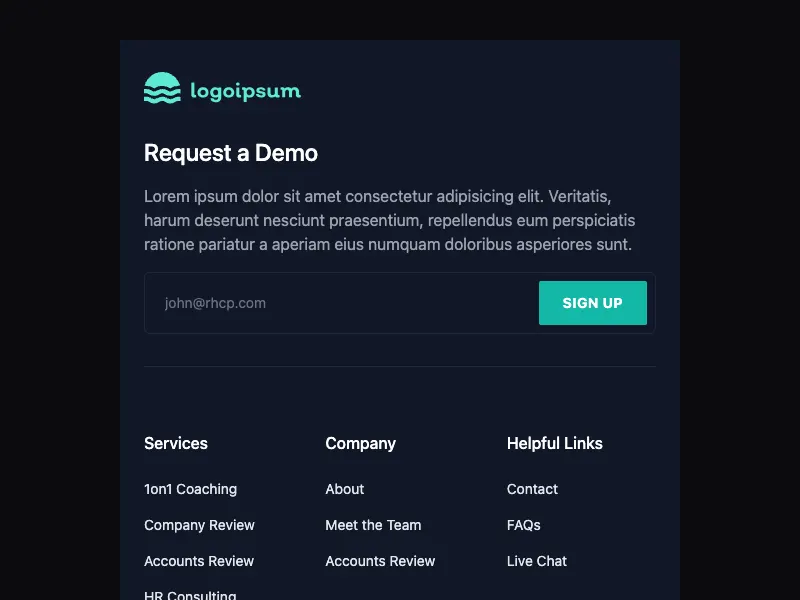 logoipsum
Request a Demo
Lorem ipsum dolor sit amet consectetur adipisicing elit. Veritatis,
harum deserunt nesciunt praesentium, repellendus eum perspiciatis
ratione pariatur a aperiam eius numquam doloribus asperiores sunt.
john@rhcp.com
SIGN UP
Services
1on1 Coaching
Company Review
Accounts Review
HR Consulting
Company
About
Meet the Team
Accounts Review
Helpful Links
Contact
FAQs
Live Chat